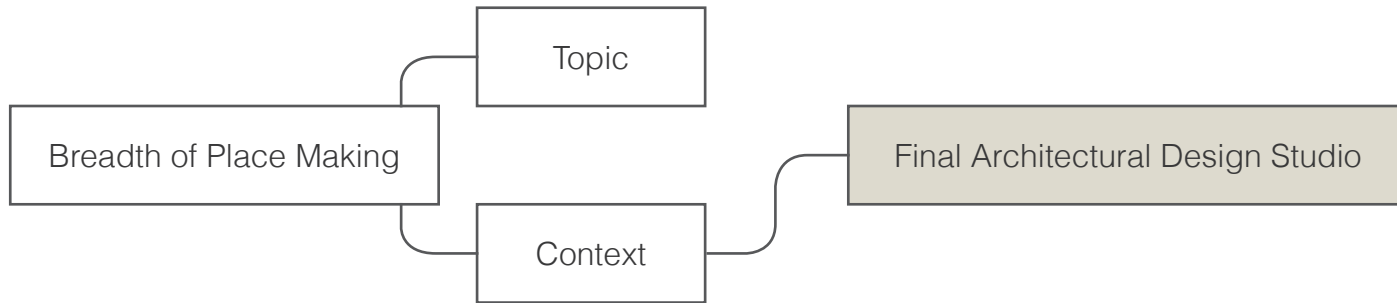 Topic
Breadth of Place Making
Final Architectural Design Studio
Context